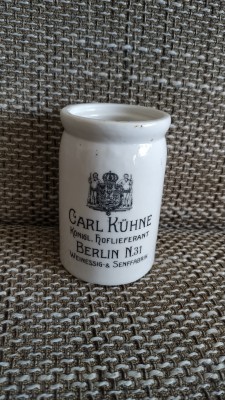 CARL KÜHNE
KÖNIGL. HOFLIEFERANT
BERLIN N.31
WEINESSIG-& SENFFABRIK